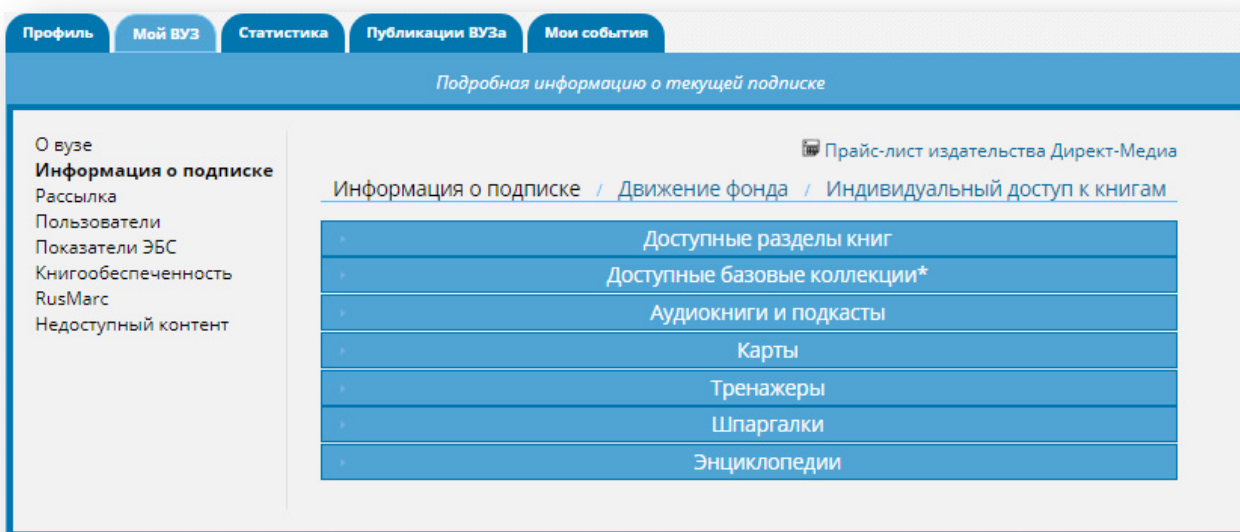 Профиль Мой ВУЗ Статистика Публикации ВУЗа Мои события
Подробная информацию о текущей подписке
О вузе
Информация о подписке
Рассылка
Пользователи
Показатели ЭБС
Книгообеспеченность
RusMarc
Недоступный контент
Прайс-лист издательства Директ-Медиа
Информация о подписке / Движение фонда / Индивидуальный доступ к книгам
Доступные разделы книг
Доступные базовые коллекции*
Аудиокниги и подкасты
Карты
Тренажеры
Шпаргалки
Энциклопедии